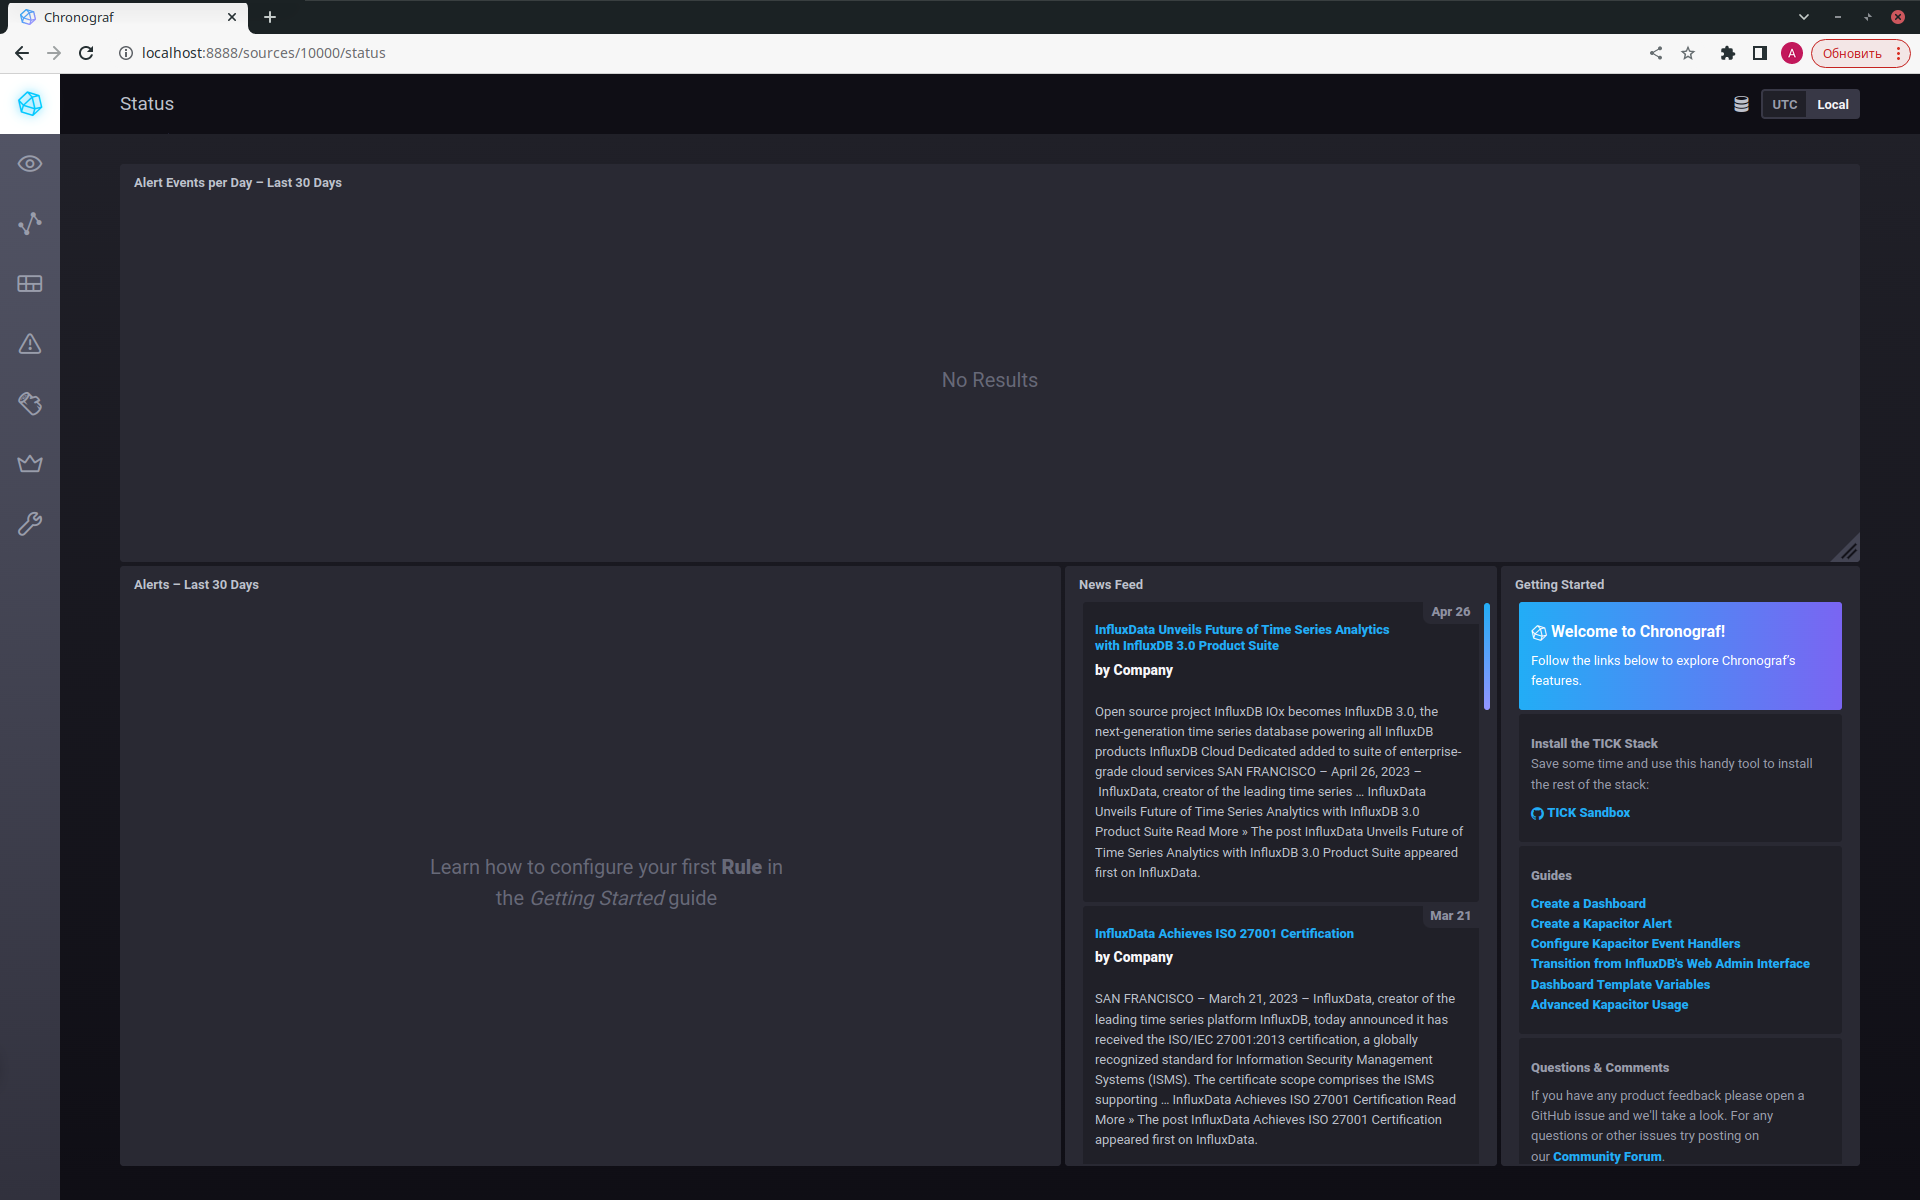 Chronograf
localhost:8888/sources/10000/status
A
Обновить
Status
UTC
Local
Alert Events per Day – Last 30 Days
No Results
Alerts – Last 30 Days
Learn how to configure your first Rule in
the Getting Started guide
News Feed
Apr 26
InfluxData Unveils Future of Time Series Analytics
with InfluxDB 3.0 Product Suite
by Company
Open source project InfluxDB IOx becomes InfluxDB 3.0, the
next-generation time series database powering all InfluxDB
products InfluxDB Cloud Dedicated added to suite of enterprise-
grade cloud services SAN FRANCISCO – April 26, 2023 –
InfluxData, creator of the leading time series … InfluxData
Unveils Future of Time Series Analytics with InfluxDB 3.0
Product Suite Read More » The post InfluxData Unveils Future of
Time Series Analytics with InfluxDB 3.0 Product Suite appeared
first on InfluxData.
Mar 21
InfluxData Achieves ISO 27001 Certification
by Company
SAN FRANCISCO – March 21, 2023 – InfluxData, creator of the
leading time series platform InfluxDB, today announced it has
received the ISO/IEC 27001:2013 certification, a globally
recognized standard for Information Security Management
Systems (ISMS). The certificate scope comprises the ISMS
supporting … InfluxData Achieves ISO 27001 Certification Read
More » The post InfluxData Achieves ISO 27001 Certification
appeared first on InfluxData.
Getting Started
Welcome to Chronograf!
Follow the links below to explore Chronograf's
features.
Install the TICK Stack
Save some time and use this handy tool to install
the rest of the stack:
TICK Sandbox
Guides
Create a Dashboard
Create a Kapacitor Alert
Configure Kapacitor Event Handlers
Transition from InfluxDB's Web Admin Interface
Dashboard Template Variables
Advanced Kapacitor Usage
Questions & Comments
If you have any product feedback please open a
GitHub issue and we'll take a look. For any
questions or other issues try posting on
our Community Forum.